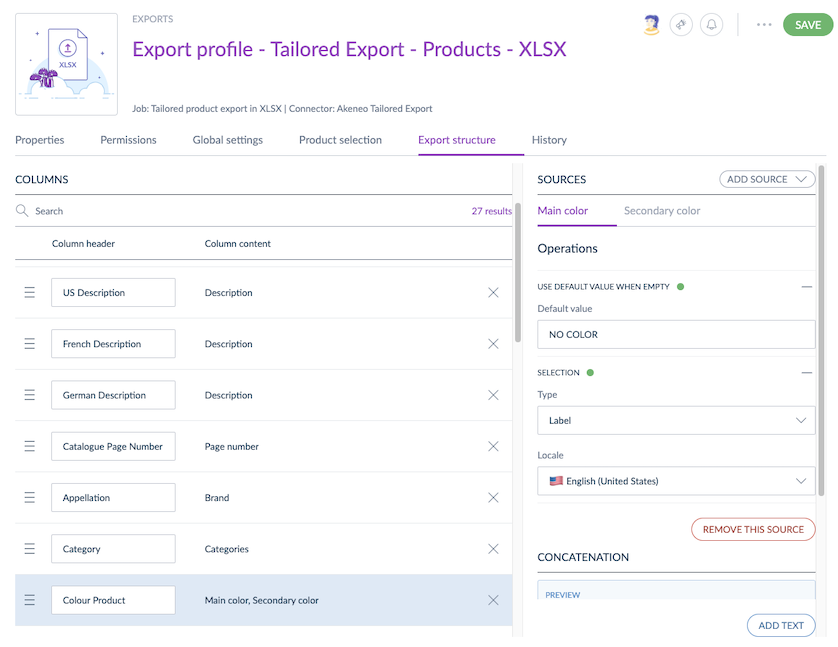 XLSX
EXPORTS
Export profile - Tailored Export - Products - XLSX
SAVE
Job: Tailored product export in XLSX | Connector: Akeneo Tailored Export
Properties Permissions Global settings Product selection Export structure History
COLUMNS
Search 27 results
Column header Column content
US Description Description
French Description Description
German Description Description
Catalogue Page Number Page number
Appellation Brand
Category Categories
Colour Product Main color, Secondary color
SOURCES ADD SOURCE
Main color Secondary color
Operations
USE DEFAULT VALUE WHEN EMPTY
Default value
NO COLOR
SELECTION
Type
Label
Locale
English (United States)
REMOVE THIS SOURCE
CONCATENATION
PREVIEW
ADD TEXT